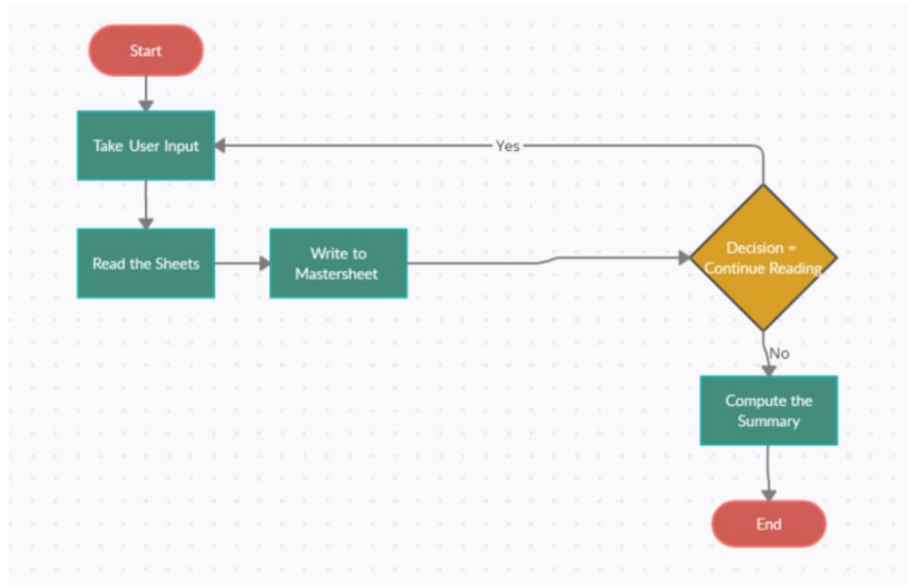 Start
Take User Input
Yes
Read the Sheets
Write to
Mastersheet
Decision =
Continue Reading
No
Compute the
Summary
End